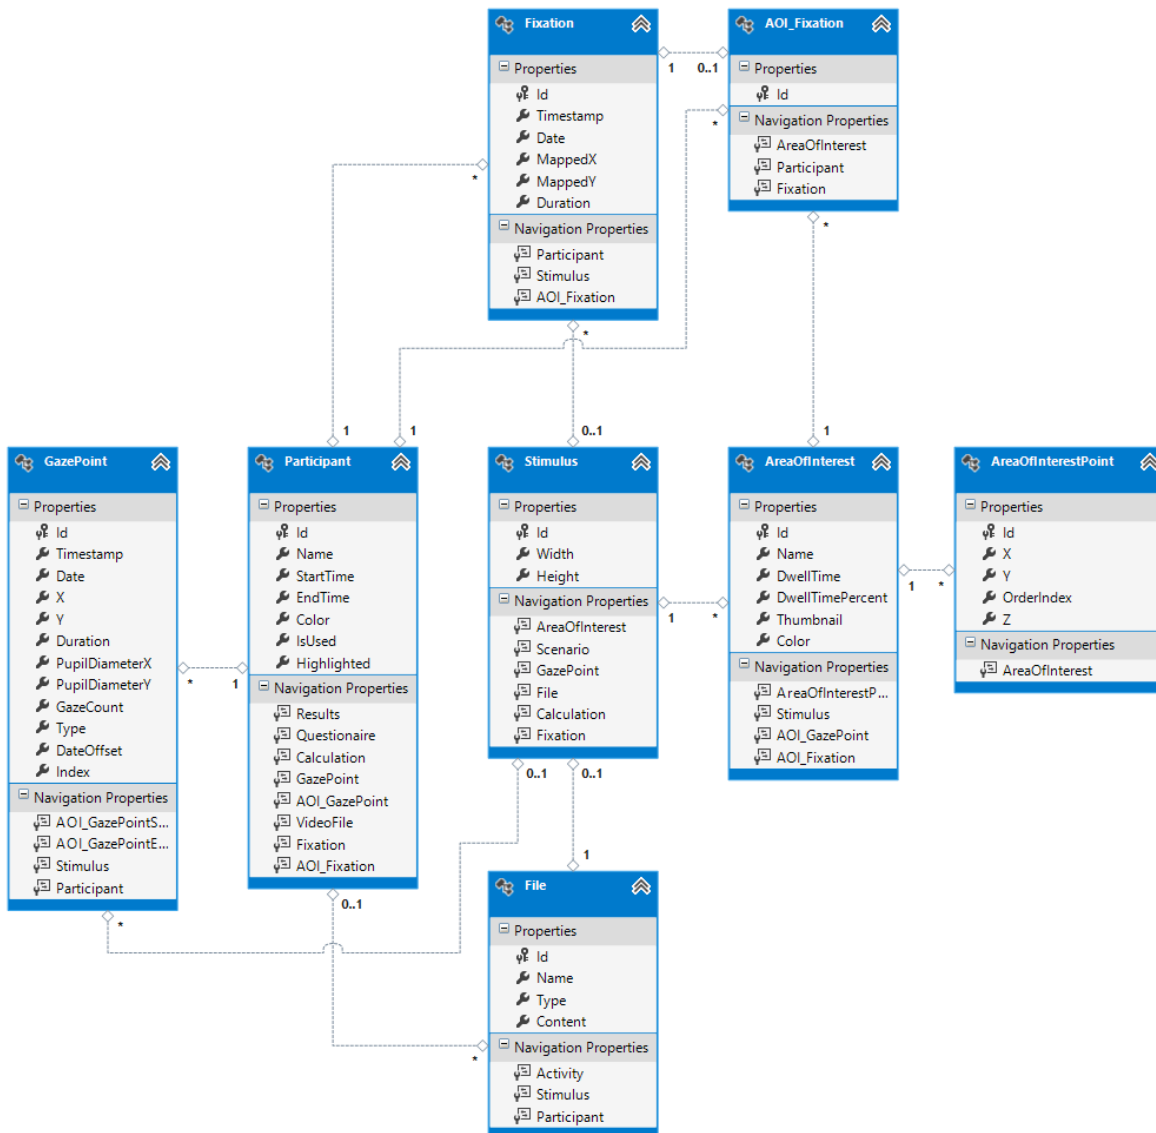 Fixation
Properties
Id
Timestamp
Date
MappedX
MappedY
Duration
Navigation Properties
Participant
Stimulus
AOI_Fixation
1
0..1
AOI_Fixation
Properties
Id
Navigation Properties
AreaOfInterest
Participant
Fixation
*
*
*
*
1
1
0..1
1
GazePoint
Properties
Id
Timestamp
Date
X
Y
Duration
PupilDiameterX
PupilDiameterY
GazeCount
Type
DateOffset
Index
Navigation Properties
AOI_GazePointS...
AOI_GazePointE...
Stimulus
Participant
*
1
Participant
Properties
Id
Name
StartTime
EndTime
Color
IsUsed
Highlighted
Navigation Properties
Results
Questionaire
Calculation
GazePoint
AOI_GazePoint
VideoFile
Fixation
AOI_Fixation
Stimulus
Properties
Id
Width
Height
Navigation Properties
AreaOfInterest
Scenario
GazePoint
File
Calculation
Fixation
1
*
AreaOfInterest
Properties
Id
Name
DwellTime
DwellTimePercent
Thumbnail
Color
Navigation Properties
AreaOfInterestP...
Stimulus
AOI_GazePoint
AOI_Fixation
1
*
AreaOfInterestPoint
Properties
Id
X
Y
OrderIndex
Z
Navigation Properties
AreaOfInterest
0..1
0..1
1
0..1
*
*
File
Properties
Id
Name
Type
Content
Navigation Properties
Activity
Stimulus
Participant